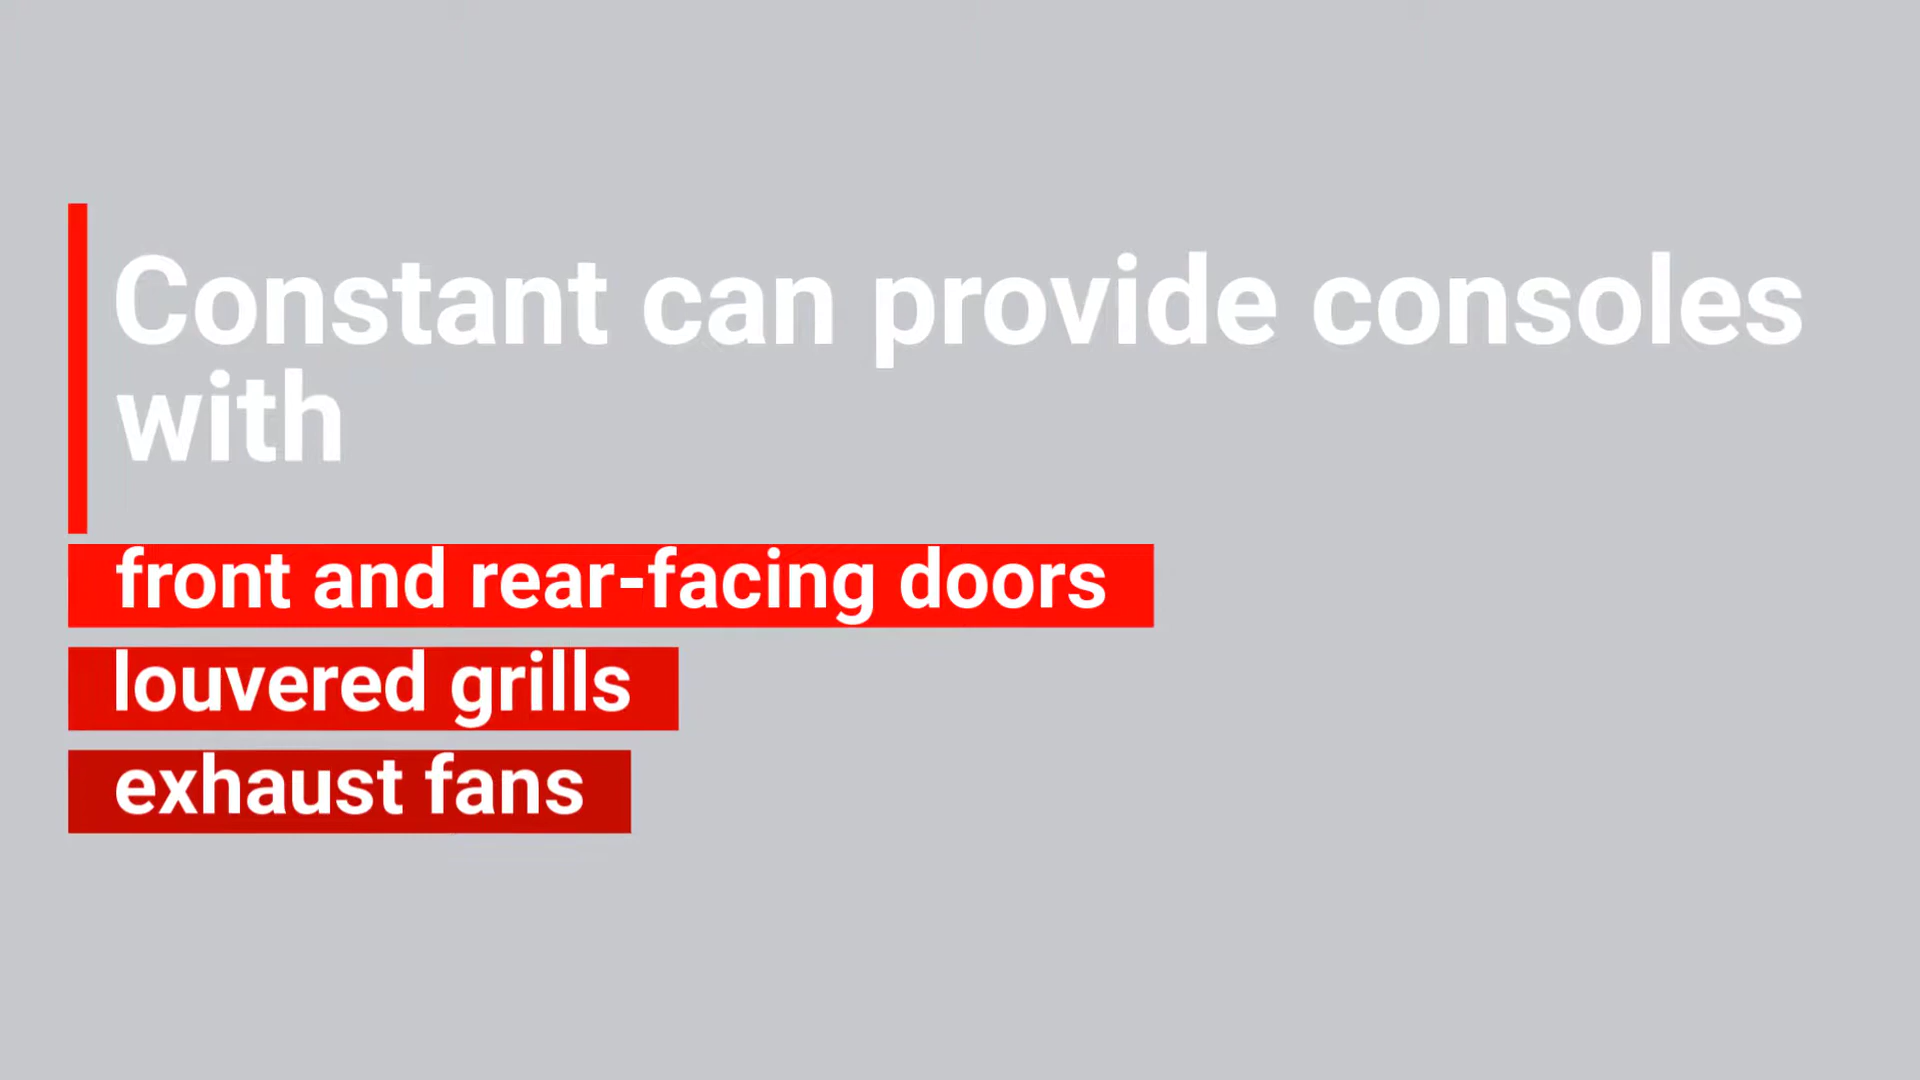 Constant can provide consoles
with
front and rear-facing doors
louvered grills
exhaust fans